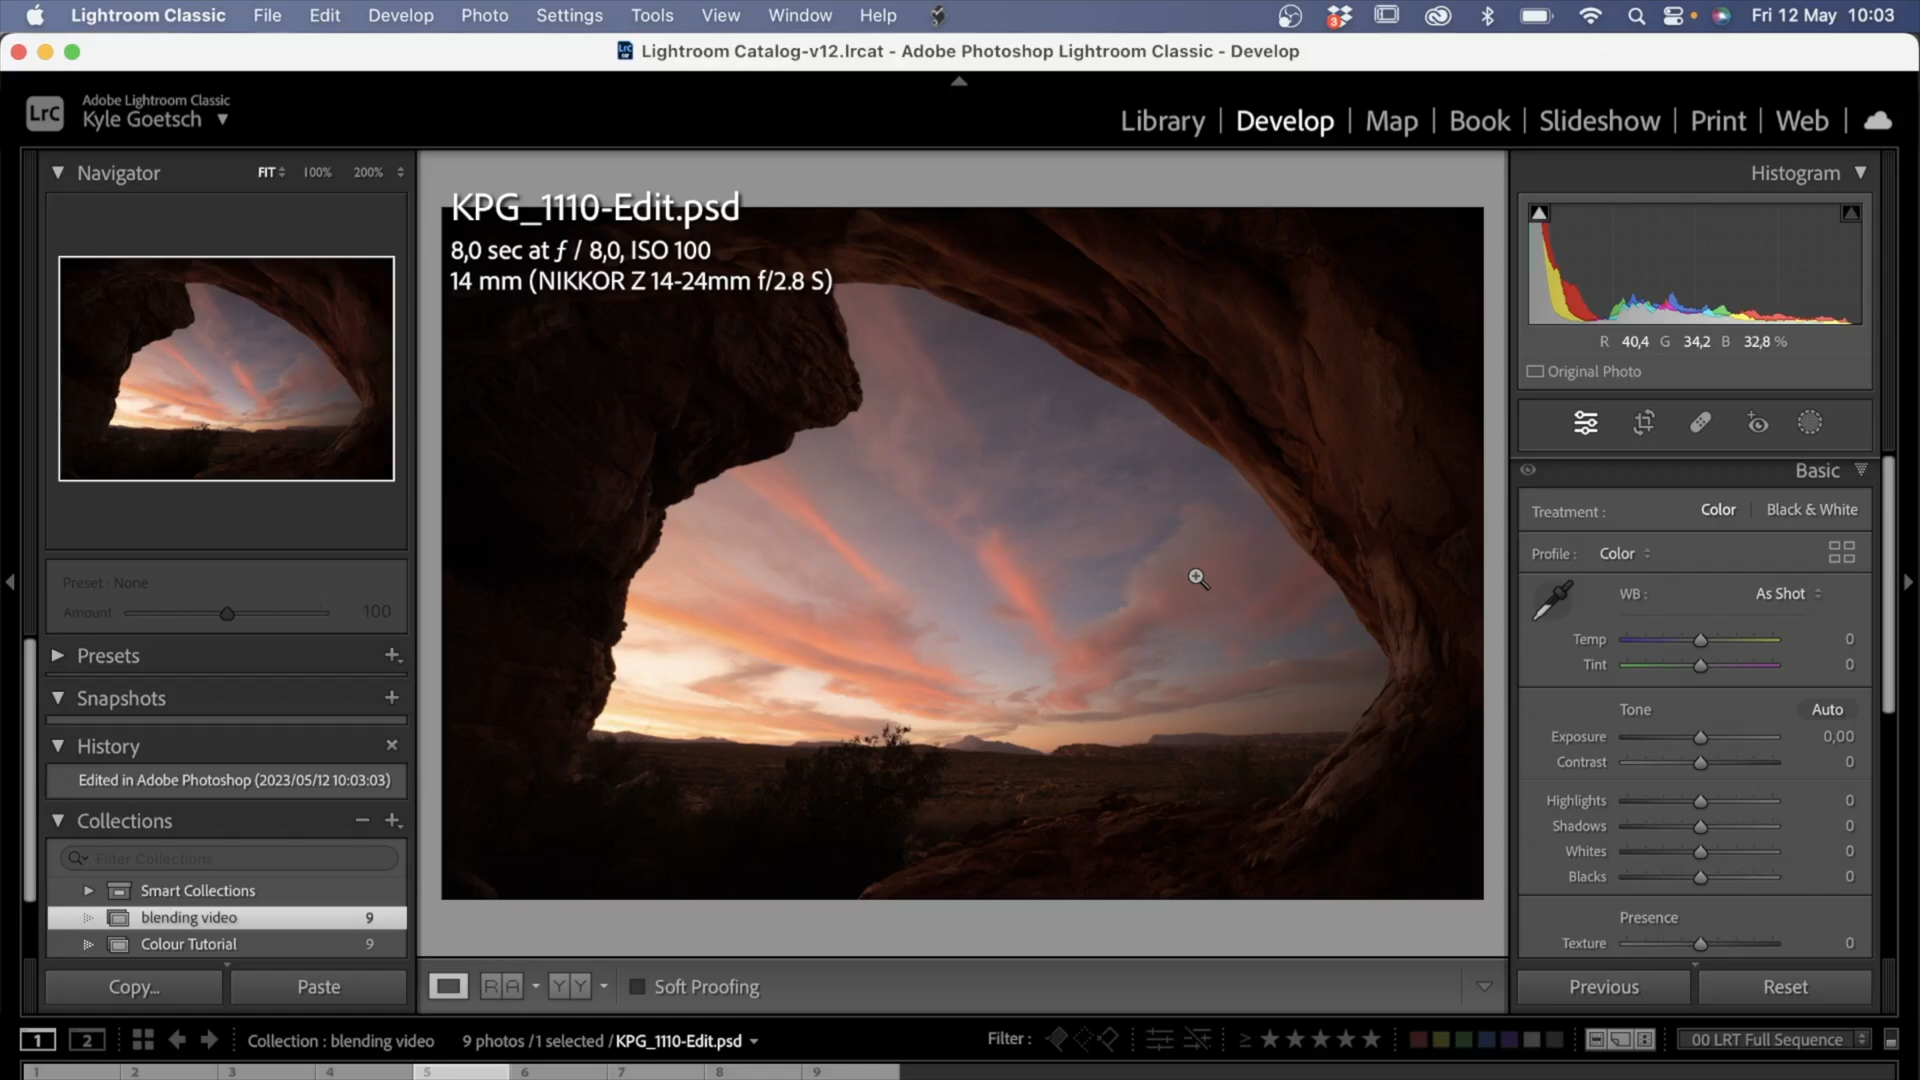 Lightroom Classic File Edit Develop Photo Settings Tools View Window Help 3 Fri 12 May 10:03
LrC Lightroom Catalog-v12.lrcat - Adobe Photoshop Lightroom Classic - Develop
LrC
Adobe Lightroom Classic
Kyle Goetsch
Library | Develop | Map | Book | Slideshow | Print | Web
Navigator FIT 100% 200%
Preset : None
Amount 100
Presets
Snapshots
History
Edited in Adobe Photoshop (2023/05/12 10:03:03)
Collections
Filter Collections
Smart Collections
blending video 9
Colour Tutorial 9
Copy... Paste
KPG_1110-Edit.psd
8,0 sec at ƒ / 8,0, ISO 100
14 mm (NIKKOR Z 14-24mm f/2.8 S)
R A Y Y Soft Proofing
Histogram
R 40,4 G 34,2 B 32,8 %
Original Photo
Basic
Treatment : Color Black & White
Profile : Color
WB : As Shot
Temp 0
Tint 0
Tone Auto
Exposure 0,00
Contrast 0
Highlights 0
Shadows 0
Whites 0
Blacks 0
Presence
Texture 0
Previous Reset
1 2 Collection : blending video 9 photos /1 selected / KPG_1110-Edit.psd Filter : ≥ ★★★★★ 00 LRT Full Sequence
1 2 3 4 5 6 7 8 9